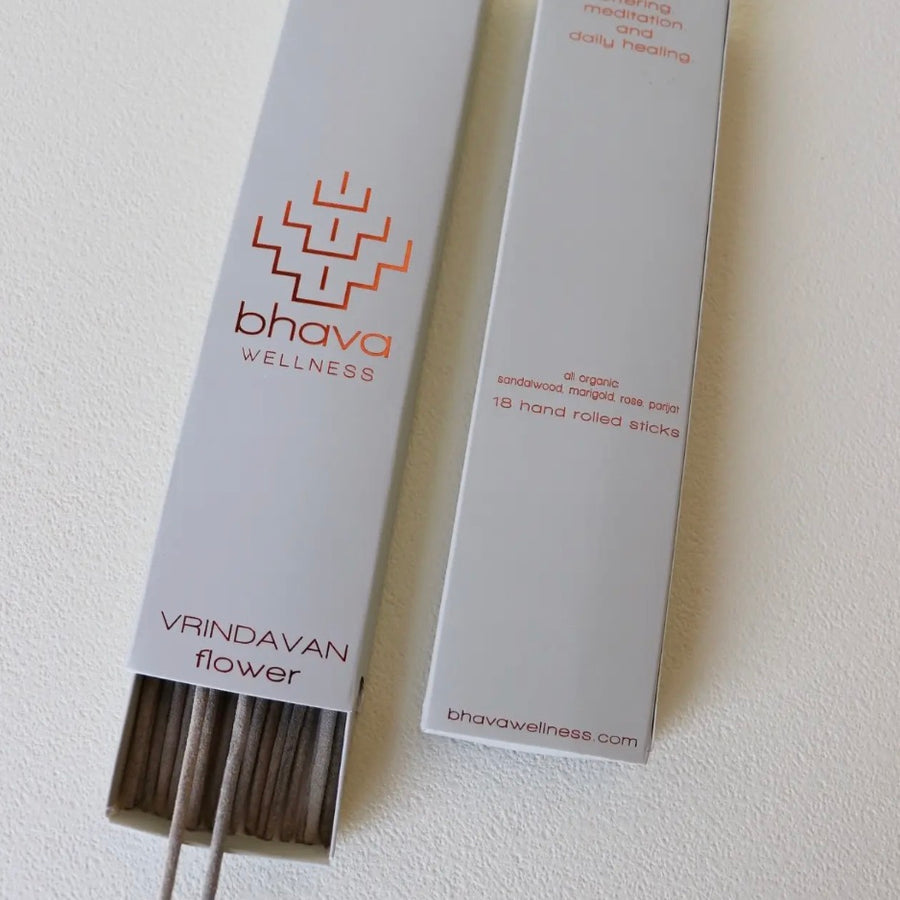 bhava
WELLNESS
VRINDAVAN
flower
meditation
and
daily healing
all organic
sandalwood, marigold, rose, parijat
18 hand rolled sticks
bhavawellness.com